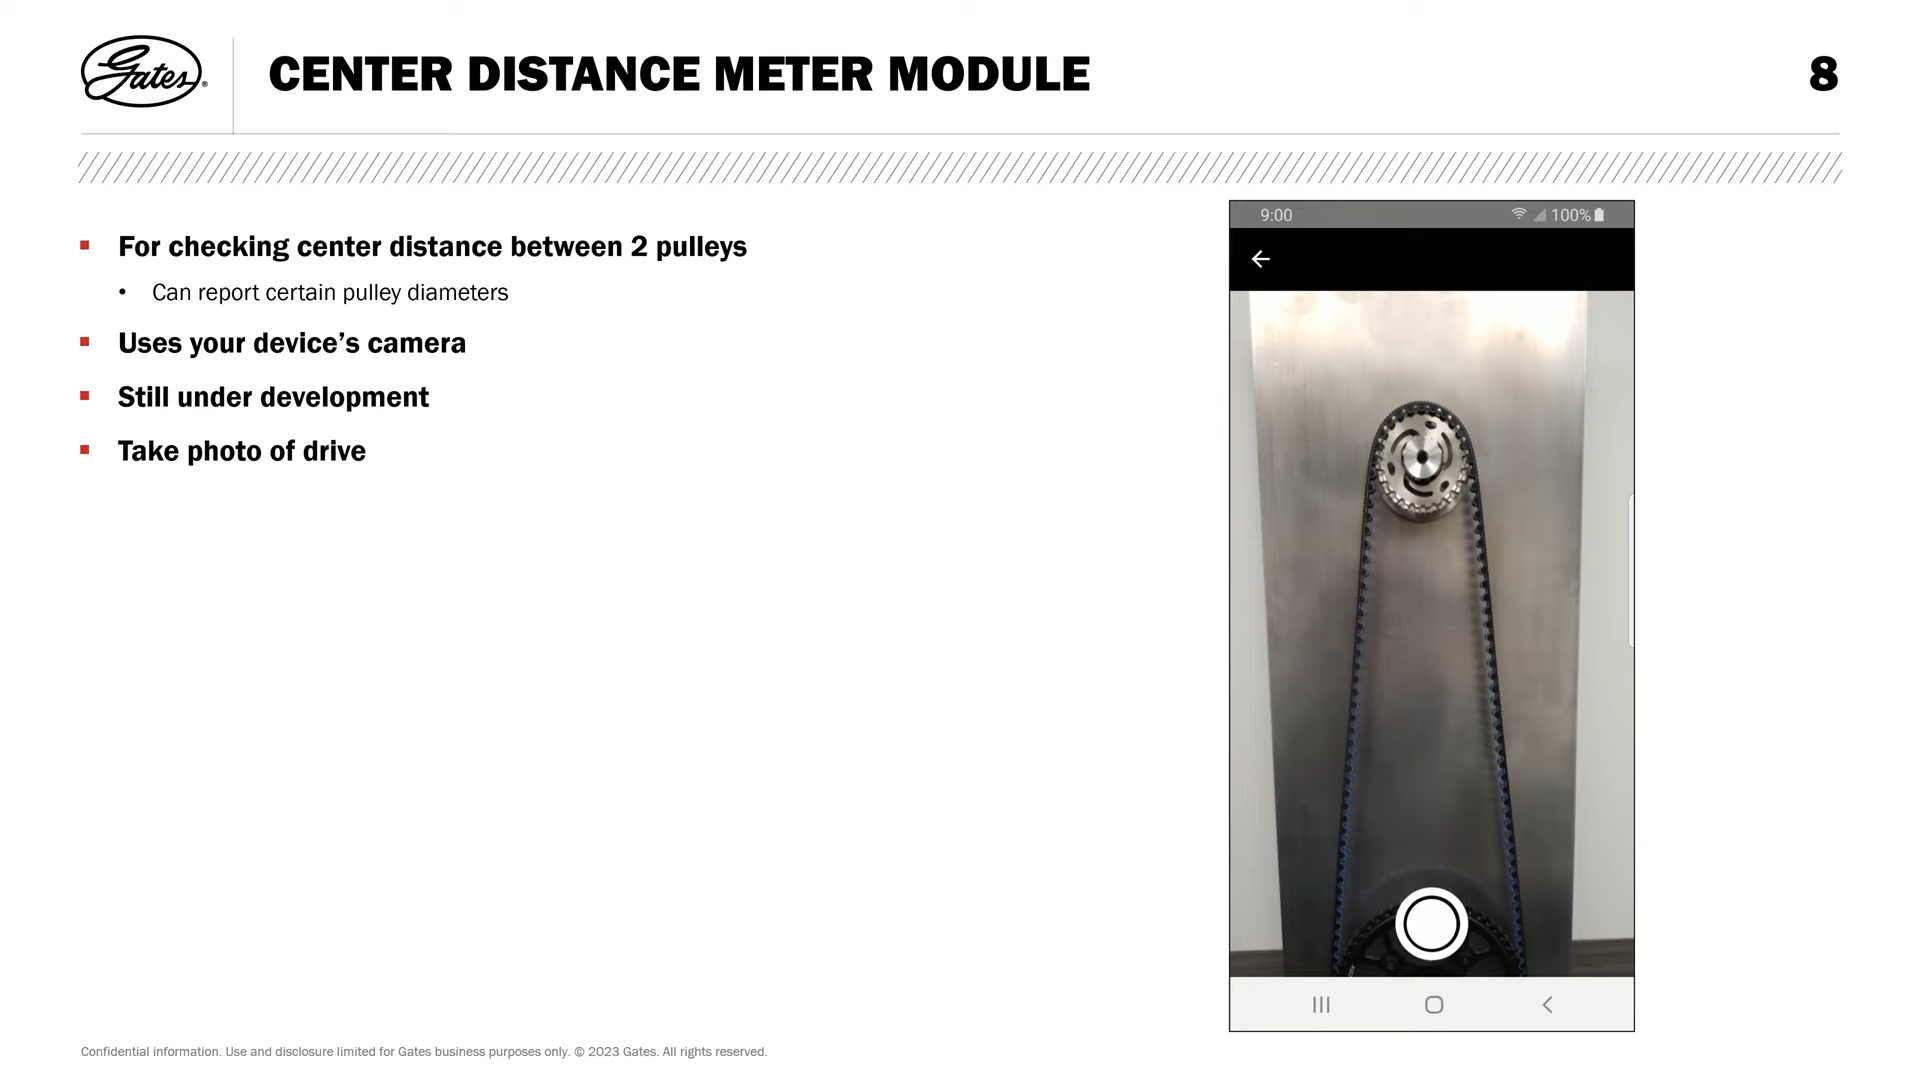 Gates®
CENTER DISTANCE METER MODULE
8
For checking center distance between 2 pulleys
Can report certain pulley diameters
Uses your device’s camera
Still under development
Take photo of drive
9:00
100%
Confidential information. Use and disclosure limited for Gates business purposes only. © 2023 Gates. All rights reserved.